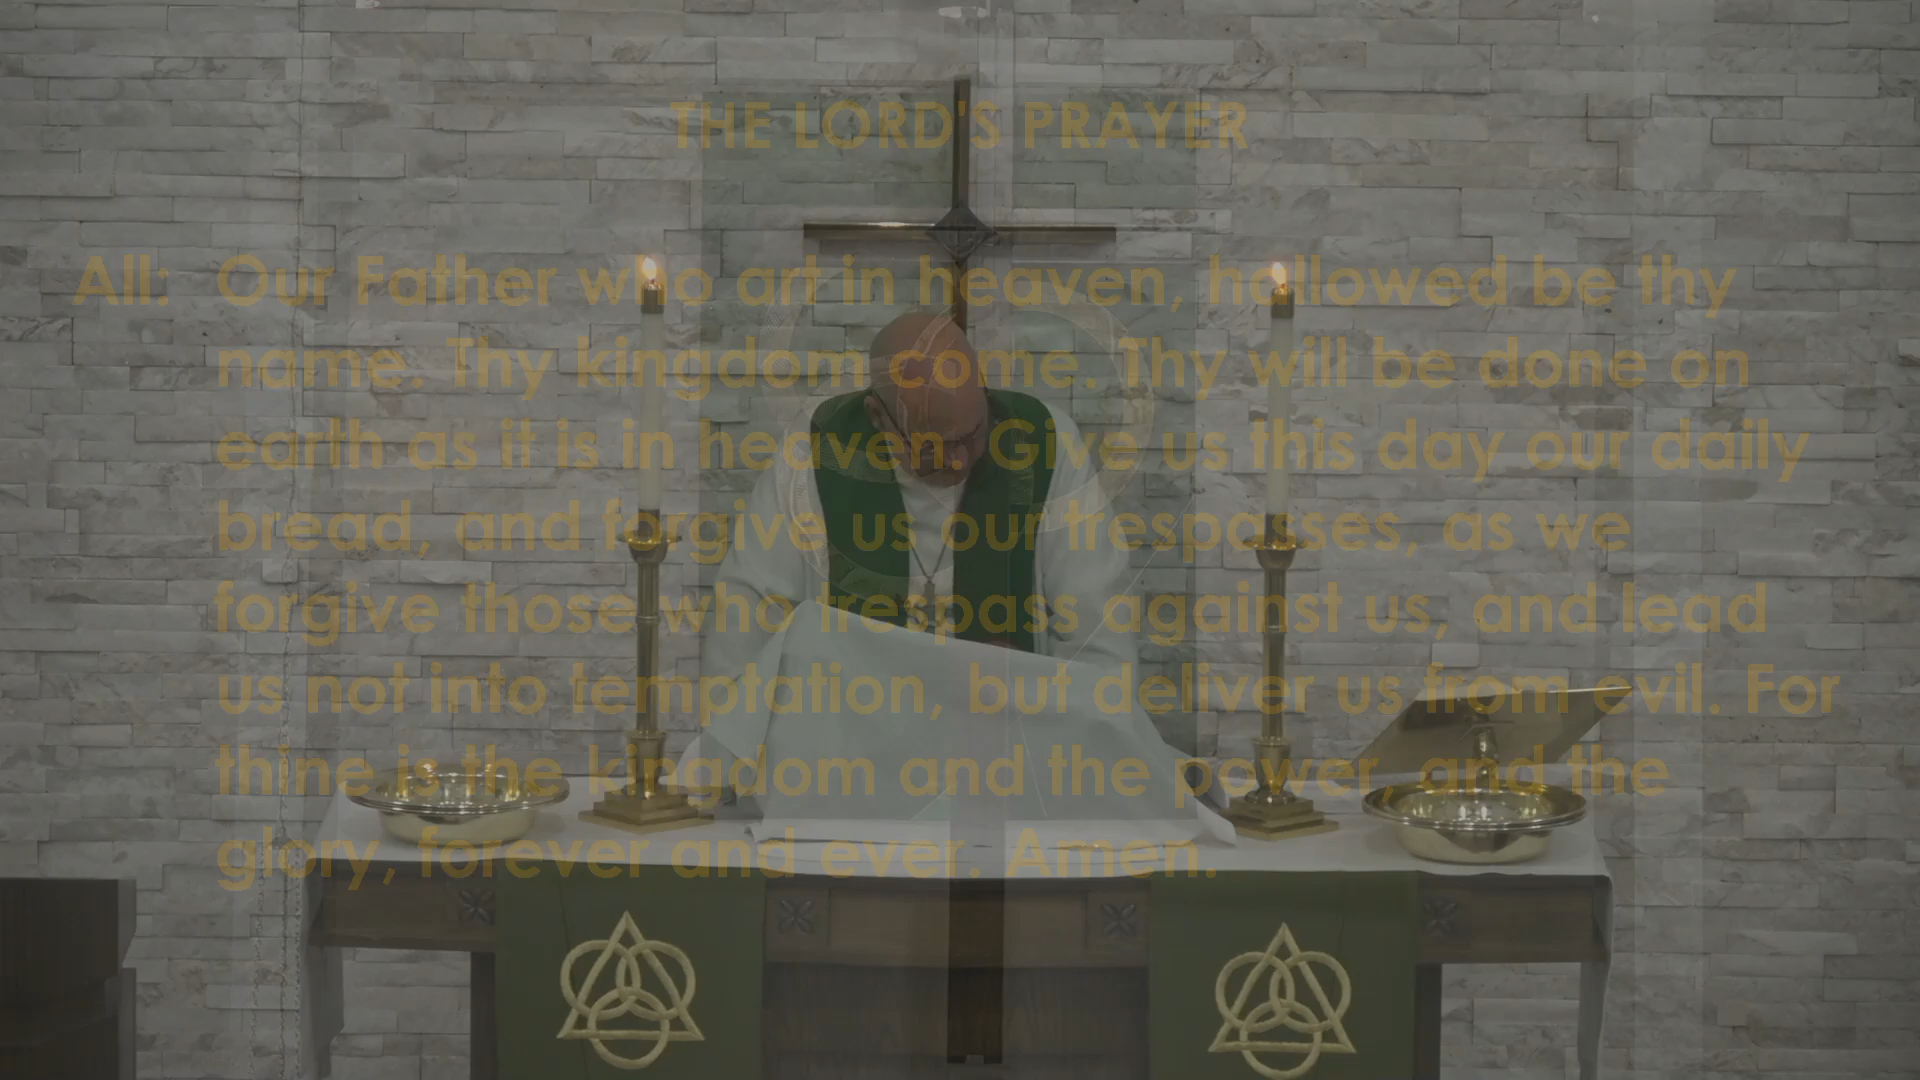 THE LORD'S PRAYER
All: Our Father who art in heaven, hallowed be thy
name. Thy kingdom come. Thy will be done on
earth as it is in heaven. Give us this day our daily
bread, and forgive us our trespasses, as we
forgive those who trespass against us, and lead
us not into temptation, but deliver us from evil. For
thine is the kingdom and the power, and the
glory, forever and ever. Amen.